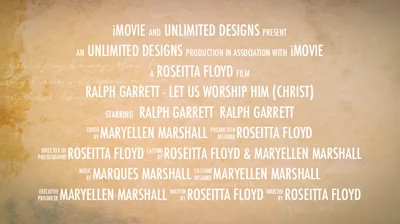 iMOVIE AND UNLIMITED DESIGNS PRESENT
AN UNLIMITED DESIGNS PRODUCTION IN ASSOCIATION WITH iMOVIE
A ROSEITTA FLOYD FILM
RALPH GARRETT - LET US WORSHIP HIM (CHRIST)
STARRING RALPH GARRETT RALPH GARRETT
EDITED BY MARYELLEN MARSHALL PRODUCTION DESIGNER ROSEITTA FLOYD
DIRECTOR OF PHOTOGRAPHY ROSEITTA FLOYD CASTING BY ROSEITTA FLOYD & MARYELLEN MARSHALL
MUSIC BY MARQUES MARSHALL COSTUME DESIGNER MARYELLEN MARSHALL
EXECUTIVE PRODUCER MARYELLEN MARSHALL WRITTEN BY ROSEITTA FLOYD DIRECTED BY ROSEITTA FLOYD